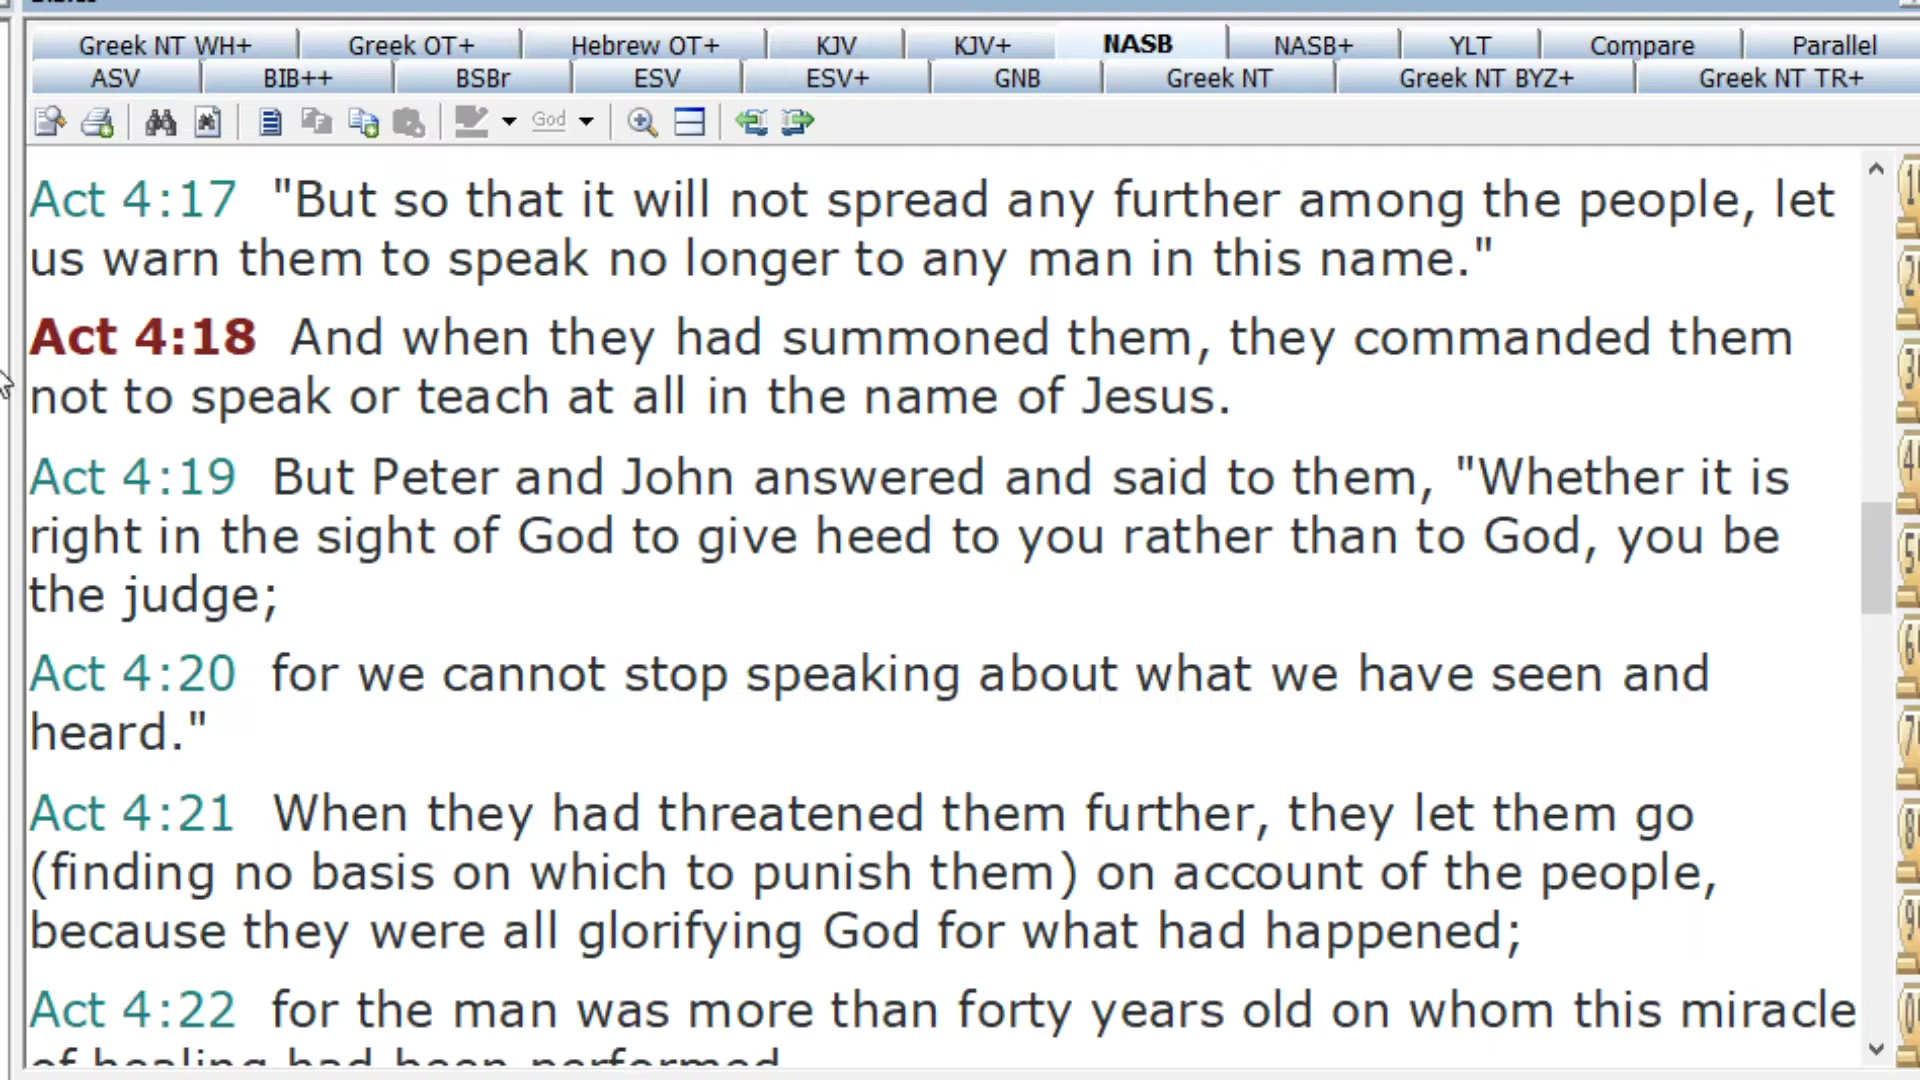 Greek NT WH+ Greek OT+ Hebrew OT+ KJV KJV+ NASB NASB+ YLT Compare Parallel
ASV BIB++ BSBr ESV ESV+ GNB Greek NT Greek NT BYZ+ Greek NT TR+
God
Act 4:17 "But so that it will not spread any further among the people, let
us warn them to speak no longer to any man in this name."
Act 4:18 And when they had summoned them, they commanded them
not to speak or teach at all in the name of Jesus.
Act 4:19 But Peter and John answered and said to them, "Whether it is
right in the sight of God to give heed to you rather than to God, you be
the judge;
Act 4:20 for we cannot stop speaking about what we have seen and
heard."
Act 4:21 When they had threatened them further, they let them go
(finding no basis on which to punish them) on account of the people,
because they were all glorifying God for what had happened;
Act 4:22 for the man was more than forty years old on whom this miracle
of healing had been performed